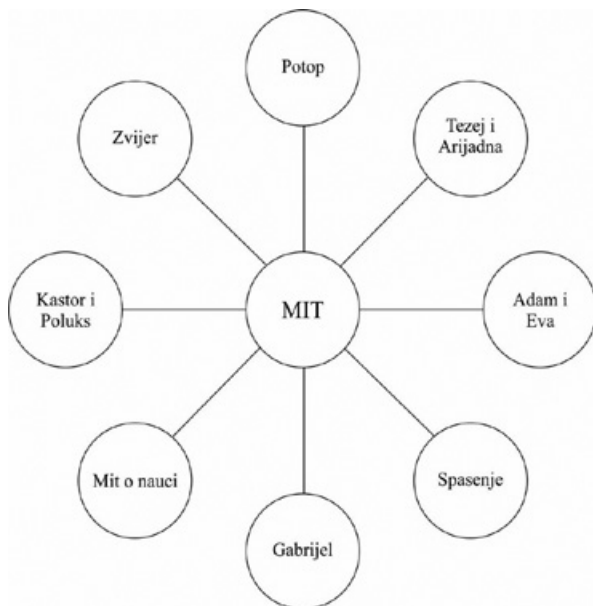 Potop
Zvijer
Tezej i
Arijadna
Kastor i
Poluks
MIT
Adam i
Eva
Mit o nauci
Spasenje
Gabrijel